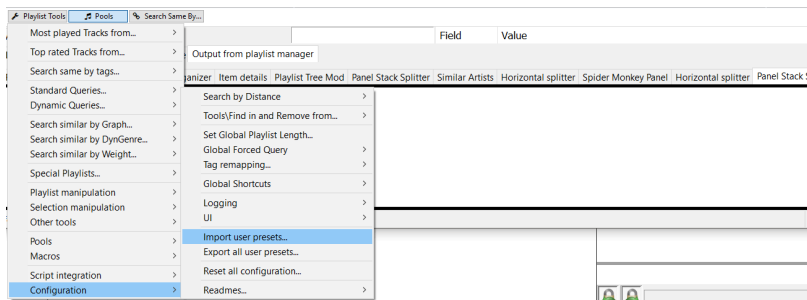 Playlist Tools Pools Search Same By...
Most played Tracks from...
Top rated Tracks from...
Search same by tags...
Standard Queries...
Dynamic Queries...
Search similar by Graph...
Search similar by DynGenre...
Search similar by Weight...
Special Playlists...
Playlist manipulation
Selection manipulation
Other tools
Pools
Macros
Script integration
Configuration
Field Value
Output from playlist manager
Item details Playlist Tree Mod Panel Stack Splitter Similar Artists Horizontal splitter Spider Monkey Panel Horizontal splitter Panel Stack
Search by Distance
Tools\Find in and Remove from...
Set Global Playlist Length...
Global Forced Query
Tag remapping...
Global Shortcuts
Logging
UI
Import user presets...
Export all user presets...
Reset all configuration...
Readmes...